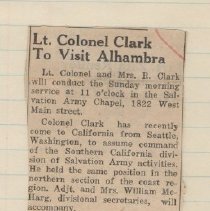 Lt. Colonel Clark
To Visit Alhambra
Lt. Colonel and Mrs. B. Clark
will conduct the Sunday morning
service at 11 o'clock in the Sal-
vation Army Chapel, 1822 West
Main street.
Colonel Clark has recently
come to California from Seattle,
Washington, to assume command
of the Southern California divi-
sion of Salvation Army activities.
He held the same position in the
northern section of the coast re-
gion. Adjt. and Mrs. William Mc-
Harg, divisional secretaries, will
accompany.